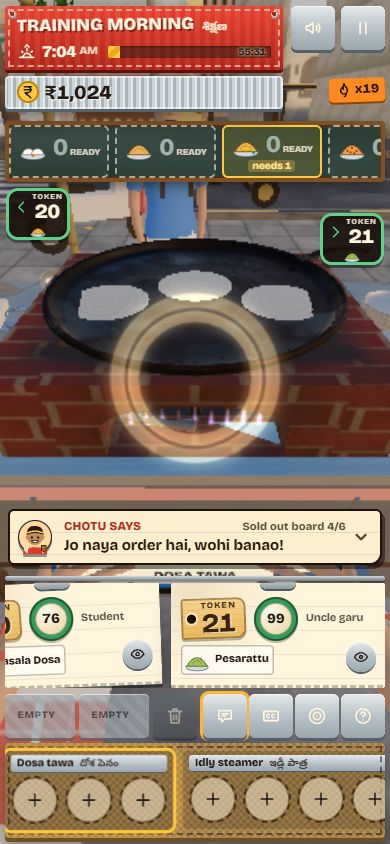 TRAINING MORNING శిక్షణ
7:04 AM 55:31
₹1,024
x19
0 READY
0 READY
0 READY
needs 1
0
TOKEN
20
TOKEN
21
CHOTU SAYS Sold out board 4/6
Jo naya order hai, wohi banao!
DOSA TAWA
76 Student
asala Dosa
TOKEN
21
99 Uncle garu
Pesarattu
EMPTY EMPTY
CC
Dosa tawa దోశ పెనం
Idly steamer ఇడ్లీ పాత్ర